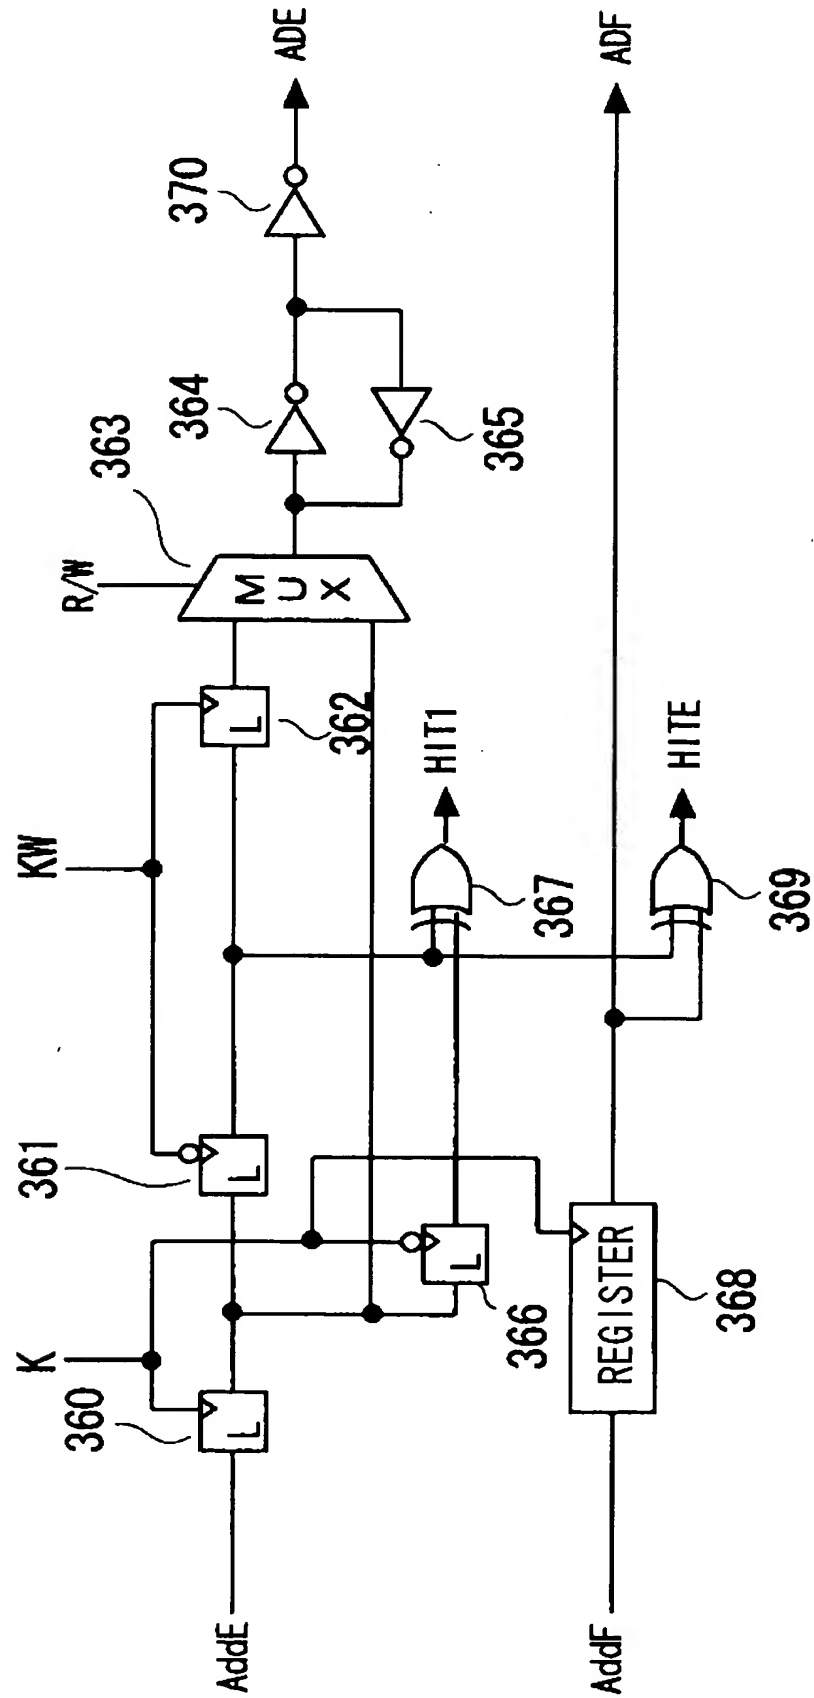 AddE
360
L
K
361
L
KW
362
L
R/W
363
MUX
364
365
370
ADE
366
L
367
HIT1
AddF
REGISTER
368
369
HITE
ADF